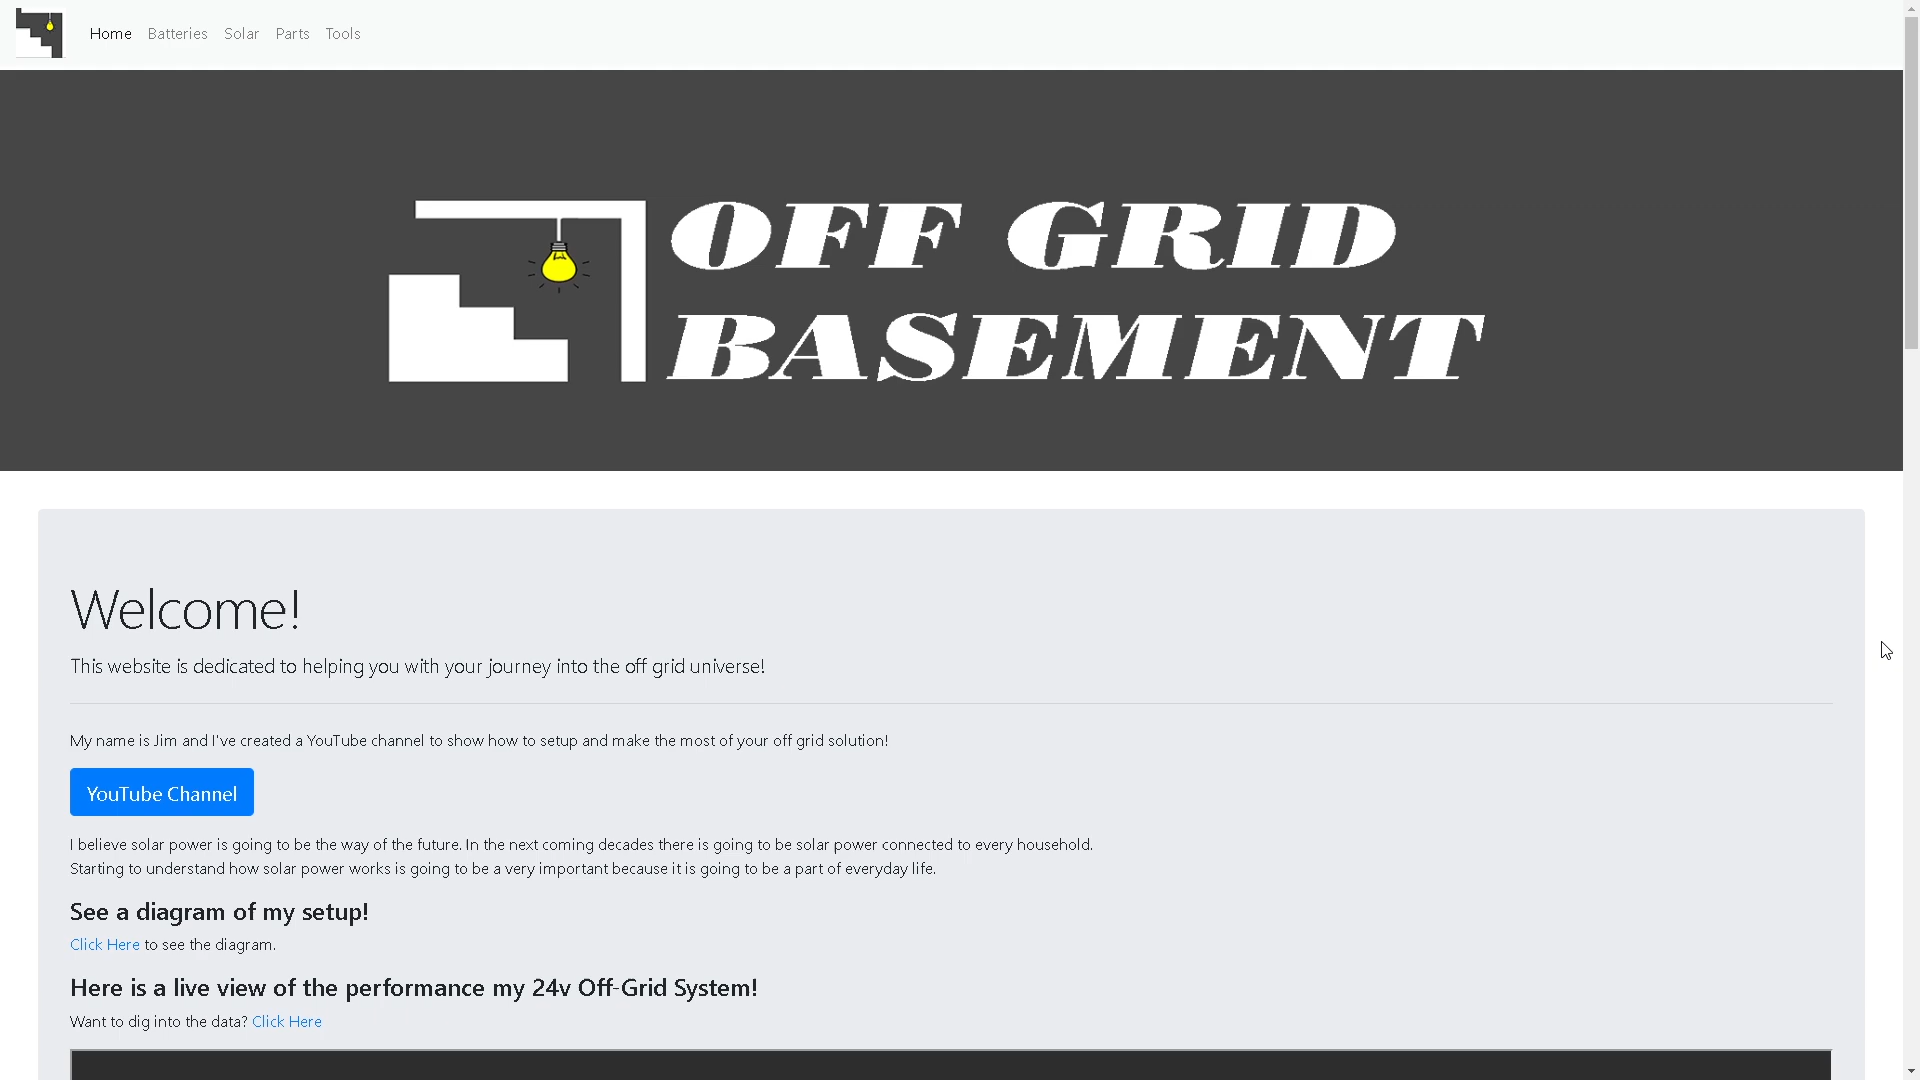 Home Batteries Solar Parts Tools
OFF GRID
BASEMENT
Welcome!
This website is dedicated to helping you with your journey into the off grid universe!
My name is Jim and I've created a YouTube channel to show how to setup and make the most of your off grid solution!
YouTube Channel
I believe solar power is going to be the way of the future. In the next coming decades there is going to be solar power connected to every household.
Starting to understand how solar power works is going to be a very important because it is going to be a part of everyday life.
See a diagram of my setup!
Click Here to see the diagram.
Here is a live view of the performance my 24v Off-Grid System!
Want to dig into the data? Click Here